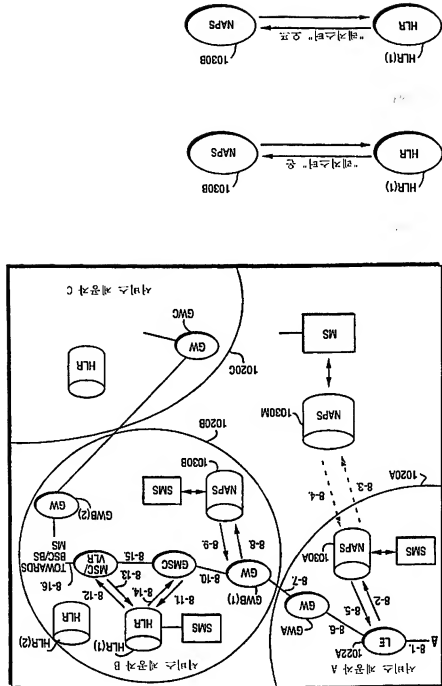 서비스 제공자 A
서비스 제공자 B
8-1.
1022A
LE
8-2.
8-5.
8-6.
SMS
NAPS
1030A
GWA
GW
8-7.
1020A
8-3.
8-4.
NAPS
1030M
MS
HLR(1)
HLR
SMS
HLR(2)
HLR
8-11.
8-14.
8-12.
8-13.
GWB(1)
GW
8-10.
GMSC
8-15.
MSC/
VLR
8-16.
TOWARDS
BSC/BS
MS
8-8.
8-9.
NAPS
1030B
SMS
GWB(2)
GW
1020B
1020C
GW
GWC
HLR
서비스 제공자 C
HLR(1)
HLR
"레지스터" 온
1030B
NAPS
HLR(1)
HLR
"레지스터" 오프
1030B
NAPS